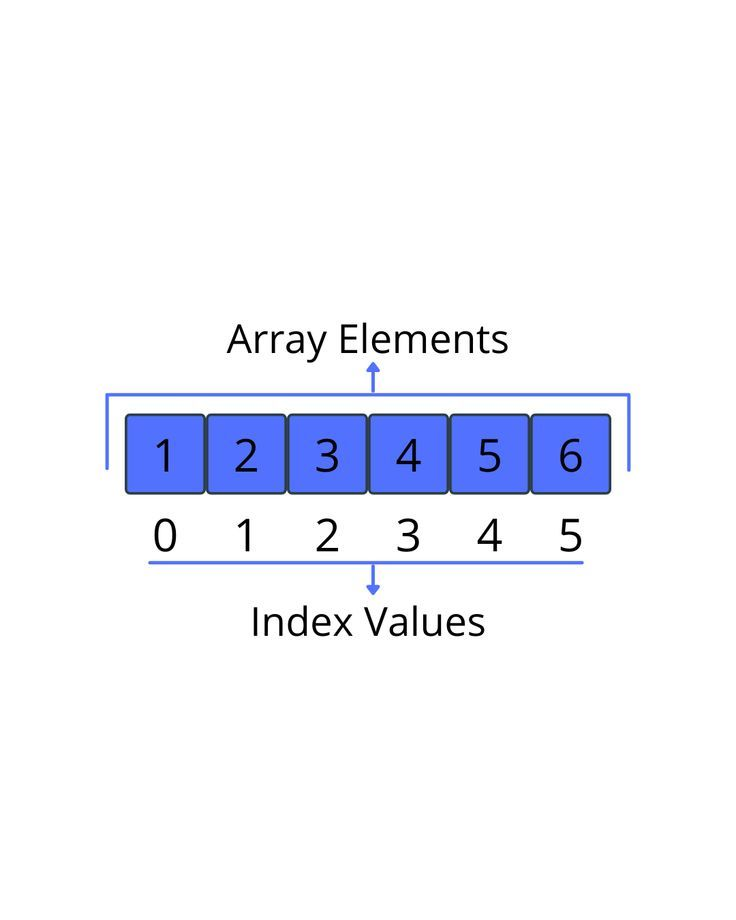 Array Elements
1 2 3 4 5 6
0 1 2 3 4 5
Index Values